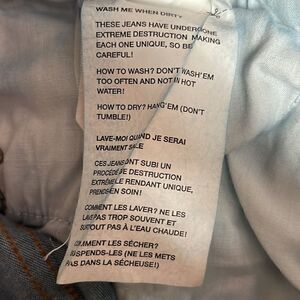 WASH ME WHEN DIRTY
THESE JEANS HAVE UNDERGONE
EXTREME DESTRUCTION MAKING
EACH ONE UNIQUE, SO BE
CAREFUL!
HOW TO WASH? DON'T WASH'EM
TOO OFTEN AND NOT IN HOT
WATER!
HOW TO DRY? HANG'EM (DON'T
TUMBLE!)
LAVE-MOI QUAND JE SERAI
VRAIMENT SALE
CES JEANS ONT SUBI UN
PROCÉDÉ DE DESTRUCTION
EXTRÊME LE RENDANT UNIQUE,
PRENDS-EN SOIN!
COMMENT LES LAVER? NE LES
LAVE PAS TROP SOUVENT ET
SURTOUT PAS À L'EAU CHAUDE!
COMMENT LES SÉCHER?
SUSPENDS-LES (NE LES METS
PAS DANS LA SÉCHEUSE!)